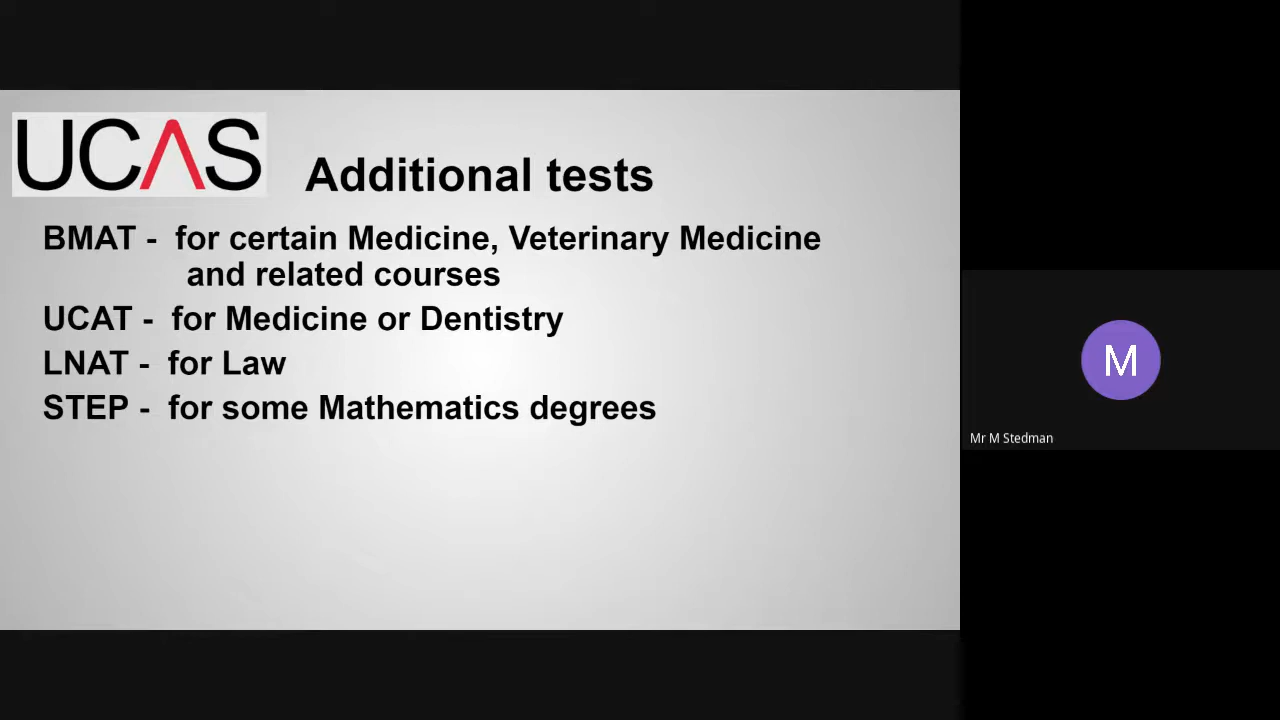 UCAS
Additional tests
BMAT - for certain Medicine, Veterinary Medicine
and related courses
UCAT - for Medicine or Dentistry
LNAT - for Law
STEP - for some Mathematics degrees
M
Mr M Stedman